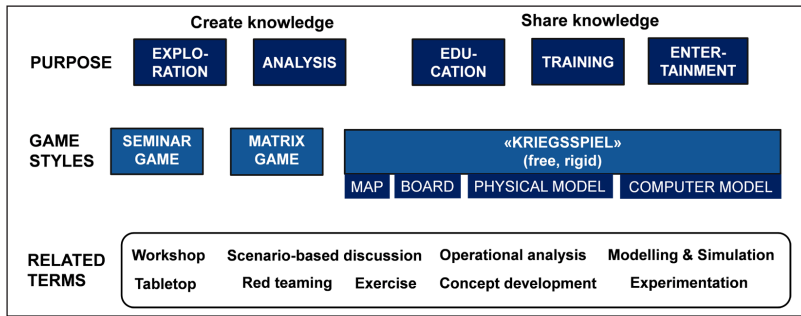 Create knowledge Share knowledge
PURPOSE
EXPLO-
RATION
ANALYSIS
EDU-
CATION
TRAINING
ENTER-
TAINMENT
GAME
STYLES
SEMINAR
GAME
MATRIX
GAME
«KRIEGSSPIEL»
(free, rigid)
MAP BOARD PHYSICAL MODEL COMPUTER MODEL
RELATED
TERMS
Workshop Scenario-based discussion Operational analysis Modelling & Simulation
Tabletop Red teaming Exercise Concept development Experimentation